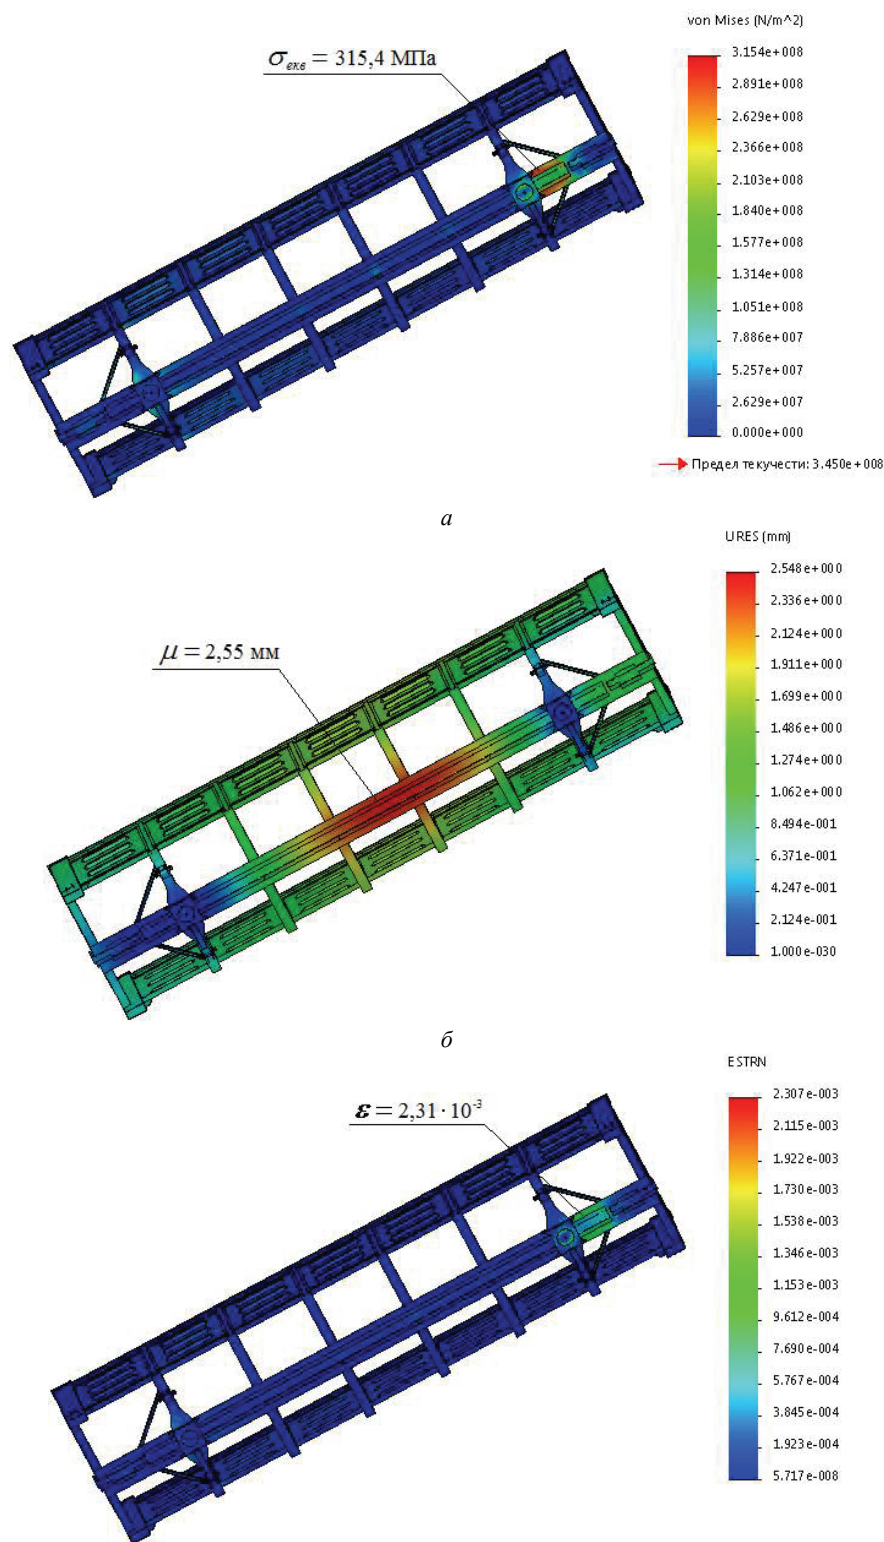 von Mises (N/m^2)
σекв = 315,4 МПа
3.154e+008
2.891e+008
2.629e+008
2.366e+008
2.103e+008
1.840e+008
1.577e+008
1.314e+008
1.051e+008
7.886e+007
5.257e+007
2.629e+007
0.000e+000
Предел текучести: 3.450e+008
а
URES (mm)
μ = 2,55 мм
2.548e+000
2.336e+000
2.124e+000
1.911e+000
1.699e+000
1.486e+000
1.274e+000
1.062e+000
8.494e-001
6.371e-001
4.247e-001
2.124e-001
1.000e-030
б
ESTRN
ε = 2,31 · 10⁻³
2.307e-003
2.115e-003
1.922e-003
1.730e-003
1.538e-003
1.346e-003
1.153e-003
9.612e-004
7.690e-004
5.767e-004
3.845e-004
1.923e-004
5.717e-008